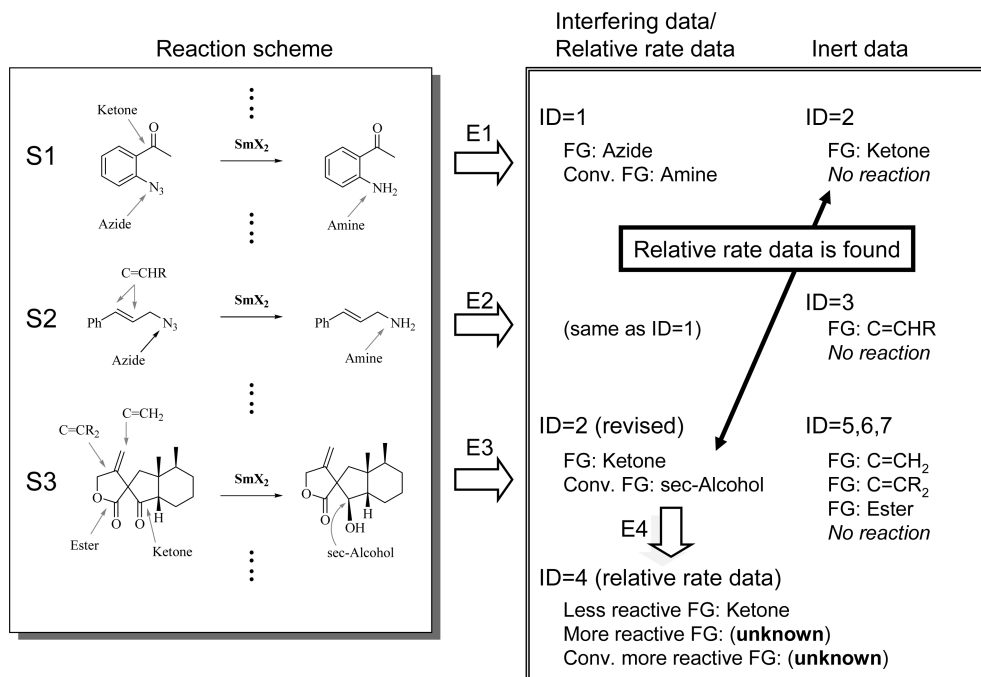 Interfering data/
Relative rate data
Inert data
Reaction scheme
S1
Ketone
O
N3
Azide
SmX2
O
NH2
Amine
E1
ID=1
FG: Azide
Conv. FG: Amine
ID=2
FG: Ketone
No reaction
Relative rate data is found
S2
C=CHR
Ph
N3
Azide
SmX2
Ph
NH2
Amine
E2
(same as ID=1)
ID=3
FG: C=CHR
No reaction
S3
C=CR2
C=CH2
O
O
O
H
Ester
Ketone
SmX2
O
O
OH
H
sec-Alcohol
E3
ID=2 (revised)
FG: Ketone
Conv. FG: sec-Alcohol
ID=5,6,7
FG: C=CH2
FG: C=CR2
FG: Ester
No reaction
E4
ID=4 (relative rate data)
Less reactive FG: Ketone
More reactive FG: (unknown)
Conv. more reactive FG: (unknown)